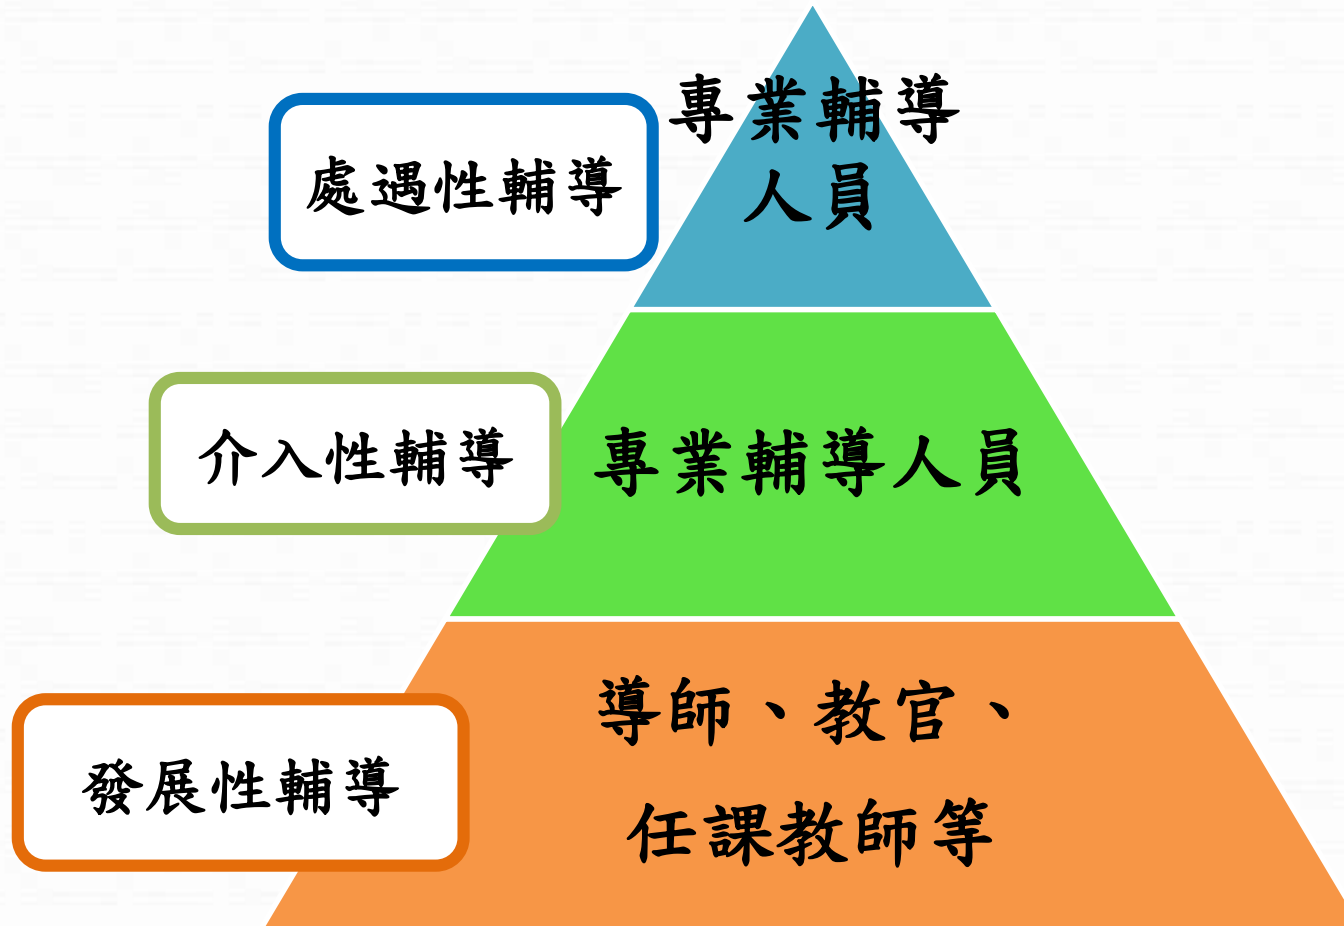 專業輔導
人員
處遇性輔導
介入性輔導
專業輔導人員
導師、教官、
任課教師等
發展性輔導